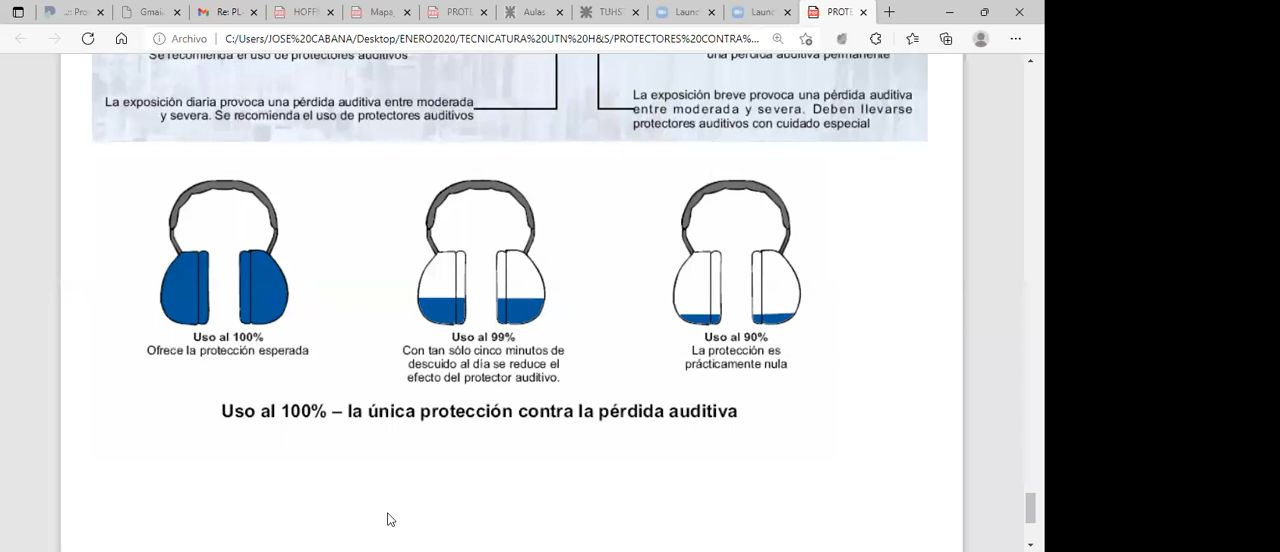 .:: Pro:
Gmai
Re: PL
HOFF
Mapa
PROTE
Aulas
TUHS
Launc
Launc
PROTE
Archivo
C:/Users/JOSE%20CABANA/Desktop/ENERO2020/TECNICATURA%20UTN%20H&S/PROTECTORES%20CONTRA%...
Se recomienda el uso de protectores auditivos
La exposición diaria provoca una pérdida auditiva entre moderada
y severa. Se recomienda el uso de protectores auditivos
una pérdida auditiva permanente
La exposición breve provoca una pérdida auditiva
entre moderada y severa. Deben llevarse
protectores auditivos con cuidado especial
Uso al 100%
Ofrece la protección esperada
Uso al 99%
Con tan sólo cinco minutos de
descuido al día se reduce el
efecto del protector auditivo.
Uso al 90%
La protección es
prácticamente nula
Uso al 100% – la única protección contra la pérdida auditiva